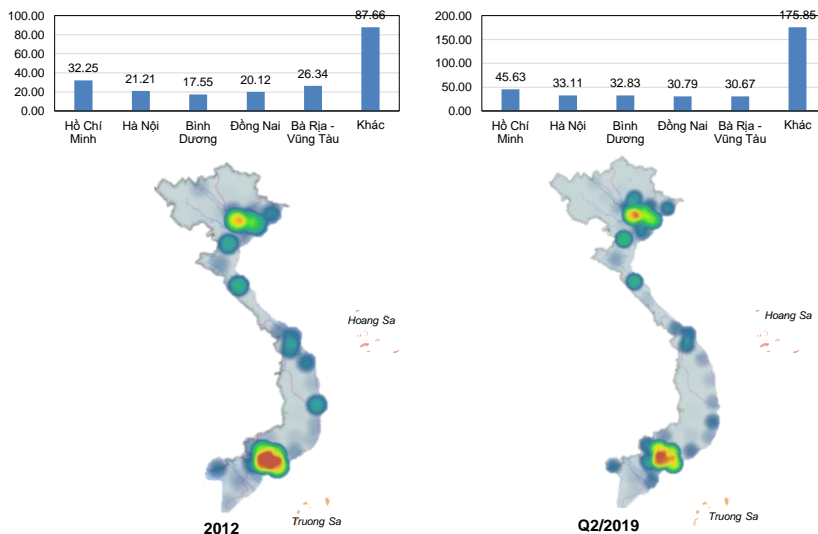 100.00
80.00
60.00
40.00
20.00
0.00
32.25
21.21
17.55
20.12
26.34
87.66
Hồ Chí
Minh
Hà Nội
Bình
Dương
Đồng Nai
Bà Rịa -
Vũng Tàu
Khác
200.00
150.00
100.00
50.00
0.00
45.63
33.11
32.83
30.79
30.67
175.85
Hồ Chí
Minh
Hà Nội
Bình
Dương
Đồng Nai
Bà Rịa -
Vũng Tàu
Khác
Hoang Sa
Truong Sa
2012
Hoang Sa
Truong Sa
Q2/2019